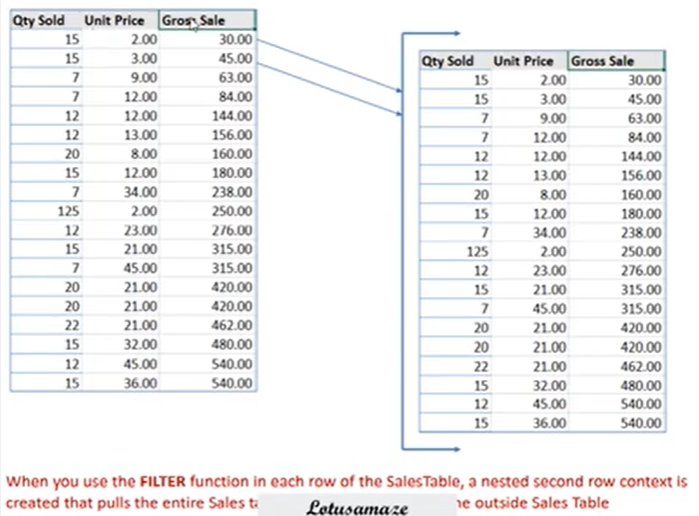 Qty Sold Unit Price Gross Sale
15 2.00 30.00
15 3.00 45.00
7 9.00 63.00
7 12.00 84.00
12 12.00 144.00
12 13.00 156.00
20 8.00 160.00
15 12.00 180.00
7 34.00 238.00
125 2.00 250.00
12 23.00 276.00
15 21.00 315.00
7 45.00 315.00
20 21.00 420.00
20 21.00 420.00
22 21.00 462.00
15 32.00 480.00
12 45.00 540.00
15 36.00 540.00
Qty Sold Unit Price Gross Sale
15 2.00 30.00
15 3.00 45.00
7 9.00 63.00
7 12.00 84.00
12 12.00 144.00
12 13.00 156.00
20 8.00 160.00
15 12.00 180.00
7 34.00 238.00
125 2.00 250.00
12 23.00 276.00
15 21.00 315.00
7 45.00 315.00
20 21.00 420.00
20 21.00 420.00
22 21.00 462.00
15 32.00 480.00
12 45.00 540.00
15 36.00 540.00
When you use the FILTER function in each row of the SalesTable, a nested second row context is
created that pulls the entire Sales outside Sales Table
Lotusamaze